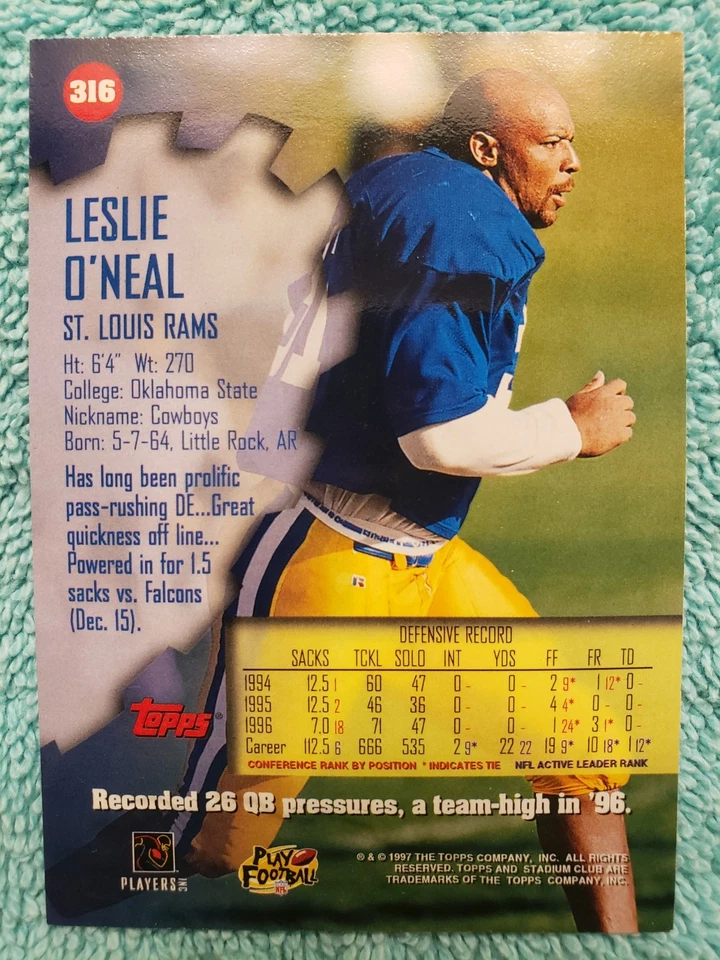 316
LESLIE
O'NEAL
ST. LOUIS RAMS
Ht: 6'4" Wt: 270
College: Oklahoma State
Nickname: Cowboys
Born: 5-7-64, Little Rock, AR
Has long been prolific
pass-rushing DE...Great
quickness off line...
Powered in for 1.5
sacks vs. Falcons
(Dec. 15).
DEFENSIVE RECORD
SACKS TCKL SOLO INT YDS FF FR TD
1994 12.5 1 60 47 0 - 0 - 2 9* 1 12* 0 -
1995 12.5 2 46 36 0 - 0 - 4 4* 0 - 0 -
1996 7.0 18 71 47 0 - 0 - 1 24* 3 1* 0 -
Career 112.5 6 666 535 2 9* 22 22 19 9* 10 18* 1 12*
CONFERENCE RANK BY POSITION * INDICATES TIE NFL ACTIVE LEADER RANK
topps®
Recorded 26 QB pressures, a team-high in '96.
PLAYERS INC
PLAY
FOOTBALL
NFL
® & © 1997 THE TOPPS COMPANY, INC. ALL RIGHTS
RESERVED. TOPPS AND STADIUM CLUB ARE
TRADEMARKS OF THE TOPPS COMPANY, INC.